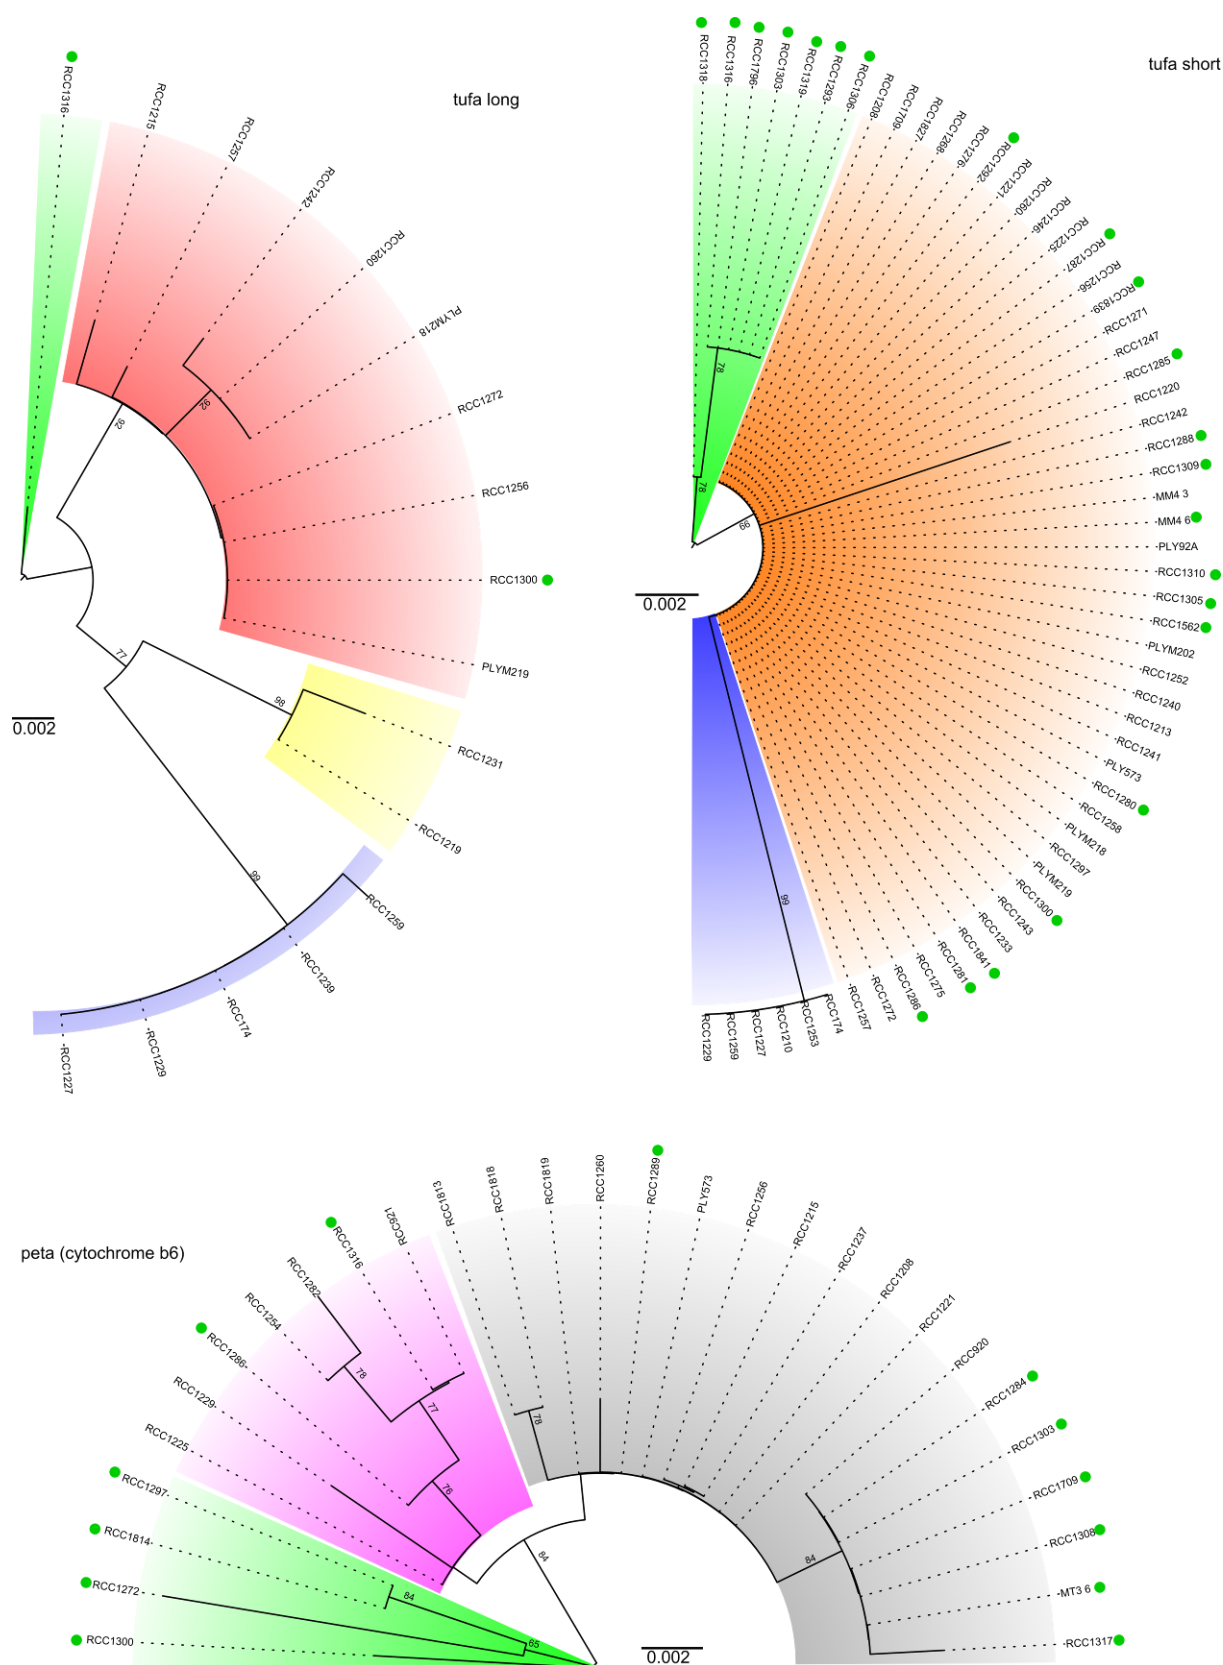 tufa long
RCC1316
RCC1215
RCC1257
RCC1242
RCC1260
PLYM218
RCC1272
RCC1256
RCC1300
PLYM219
RCC1231
RCC1219
RCC1259
RCC1239
RCC174
RCC1229
RCC1227
92
92
77
98
99
0.002
tufa short
RCC1318
RCC1316
RCC1796
RCC1303
RCC1319
RCC1293
RCC1306
RCC1208
RCC1709
RCC1827
RCC1268
RCC1276
RCC1292
RCC1221
RCC1260
RCC1246
RCC1225
RCC1287
RCC1256
RCC1839
RCC1271
RCC1247
RCC1285
RCC1220
RCC1242
RCC1288
RCC1309
MM4 3
MM4 6
PLY92A
RCC1310
RCC1305
RCC1562
PLYM202
RCC1252
RCC1240
RCC1213
RCC1241
PLY573
RCC1280
RCC1258
PLYM218
RCC1297
PLYM219
RCC1300
RCC1243
RCC1233
RCC1841
RCC1281
RCC1275
RCC1286
RCC1272
RCC1257
RCC174
RCC1253
RCC1210
RCC1227
RCC1259
RCC1229
78
78
99
99
0.002
peta (cytochrome b6)
RCC1300
RCC1272
RCC1814
RCC1297
RCC1225
RCC1229
RCC1286
RCC1254
RCC1282
RCC1316
RCC921
RCC1813
RCC1818
RCC1819
RCC1260
RCC1289
PLY573
RCC1256
RCC1215
RCC1237
RCC1208
RCC1221
RCC920
RCC1284
RCC1303
RCC1709
RCC1308
MT3 6
RCC1317
78
77
76
78
84
84
84
65
0.002